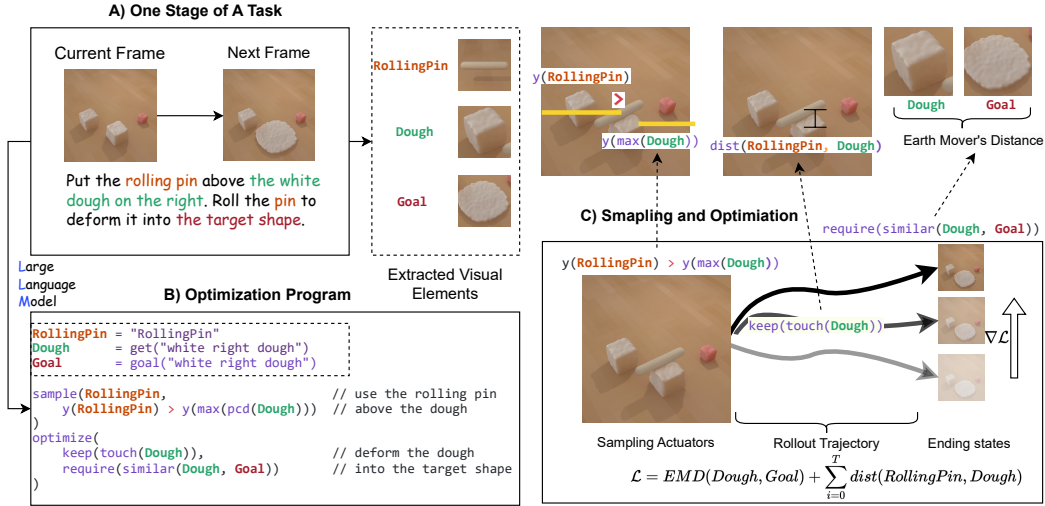 A) One Stage of A Task
Current Frame
Next Frame
Put the rolling pin above the white
dough on the right. Roll the pin to
deform it into the target shape.
RollingPin
Dough
Goal
Extracted Visual
Elements
Large
Language
Model
B) Optimization Program
RollingPin = "RollingPin"
Dough = get("white right dough")
Goal = goal("white right dough")
sample(RollingPin, // use the rolling pin
y(RollingPin) > y(max(pcd(Dough))) // above the dough
)
optimize(
keep(touch(Dough)), // deform the dough
require(similar(Dough, Goal)) // into the target shape
)
y(RollingPin)
>
y(max(Dough))
dist(RollingPin, Dough)
Dough
Goal
Earth Mover's Distance
C) Smapling and Optimiation
require(similar(Dough, Goal))
y(RollingPin) > y(max(Dough))
keep(touch(Dough))
∇ℒ
Sampling Actuators
Rollout Trajectory
Ending states
ℒ = EMD(Dough, Goal) + ∑_{i=0}^{T} dist(RollingPin, Dough)